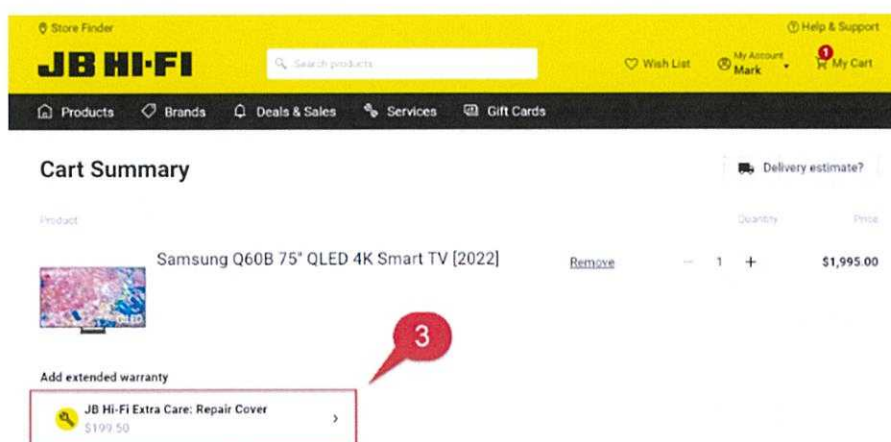 Store Finder
Help & Support
JB HI-FI
Search products
Wish List
My Account
Mark
1
My Cart
Products
Brands
Deals & Sales
Services
Gift Cards
Cart Summary
Delivery estimate?
Product
Quantity
Price
Samsung Q60B 75" QLED 4K Smart TV [2022]
Remove
− 1 +
$1,995.00
QLED
3
Add extended warranty
JB Hi-Fi Extra Care: Repair Cover
$199.50